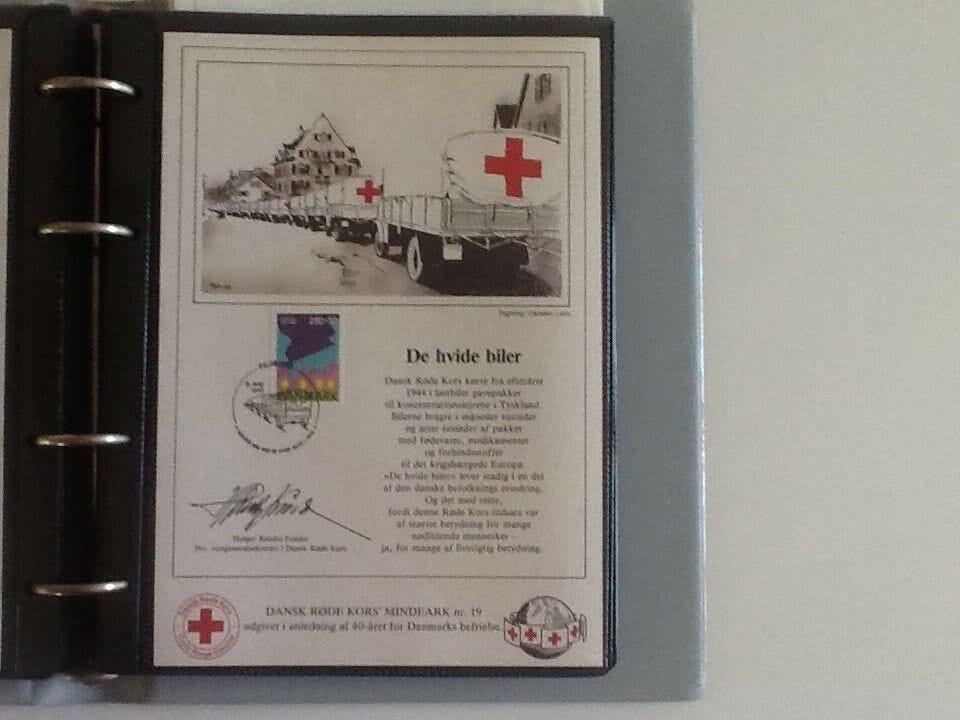 De hvide biler
Dansk Røde Kors kørte fra efteråret
1944 i lastbiler gavepakker
til koncentrationslejrene i Tyskland.
Bilerne bragte i måneder tusinder
og atter tusinder af pakker
med fødevarer, medikamenter
og forbindsstoffer
til det krigshærgede Europa.
»De hvide biler« lever stadig i en del
af den danske befolknings erindring.
Og det med rette,
fordi denne Røde Kors-indsats var
af største betydning for mange
nødlidende mennesker -
ja, for mange af livsvigtig betydning.
DANMARK
i Dansk Røde Kors
DANSK RØDE KORS' MINDEARK nr. 19
udgivet i anledning af 40-året for Danmarks befrielse.